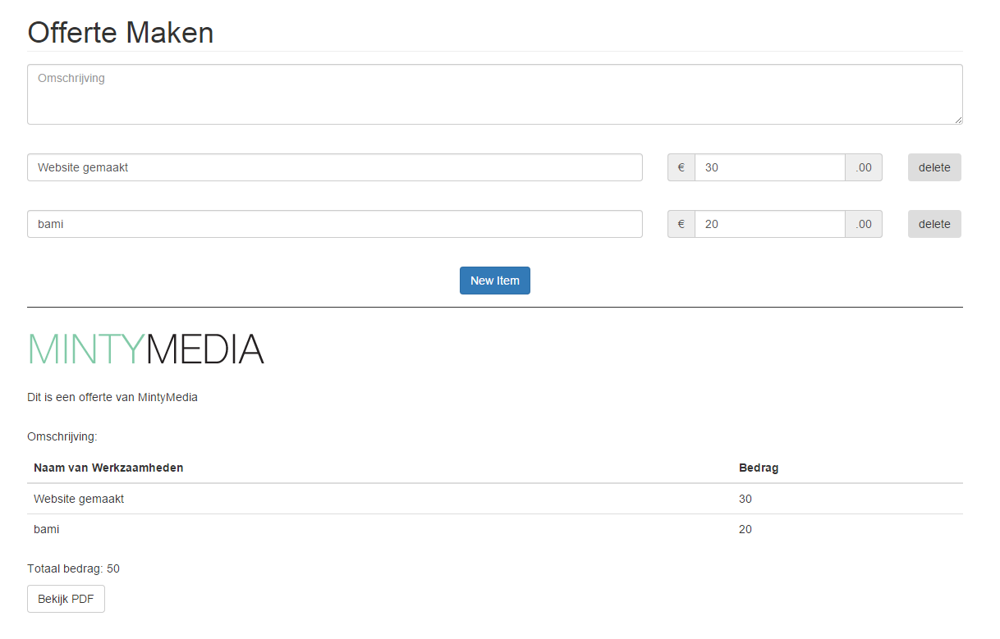 Offerte Maken
Omschrijving
Website gemaakt € 30 .00 delete
bami € 20 .00 delete
New Item
MINTYMEDIA
Dit is een offerte van MintyMedia
Omschrijving:
Naam van Werkzaamheden Bedrag
Website gemaakt 30
bami 20
Totaal bedrag: 50
Bekijk PDF